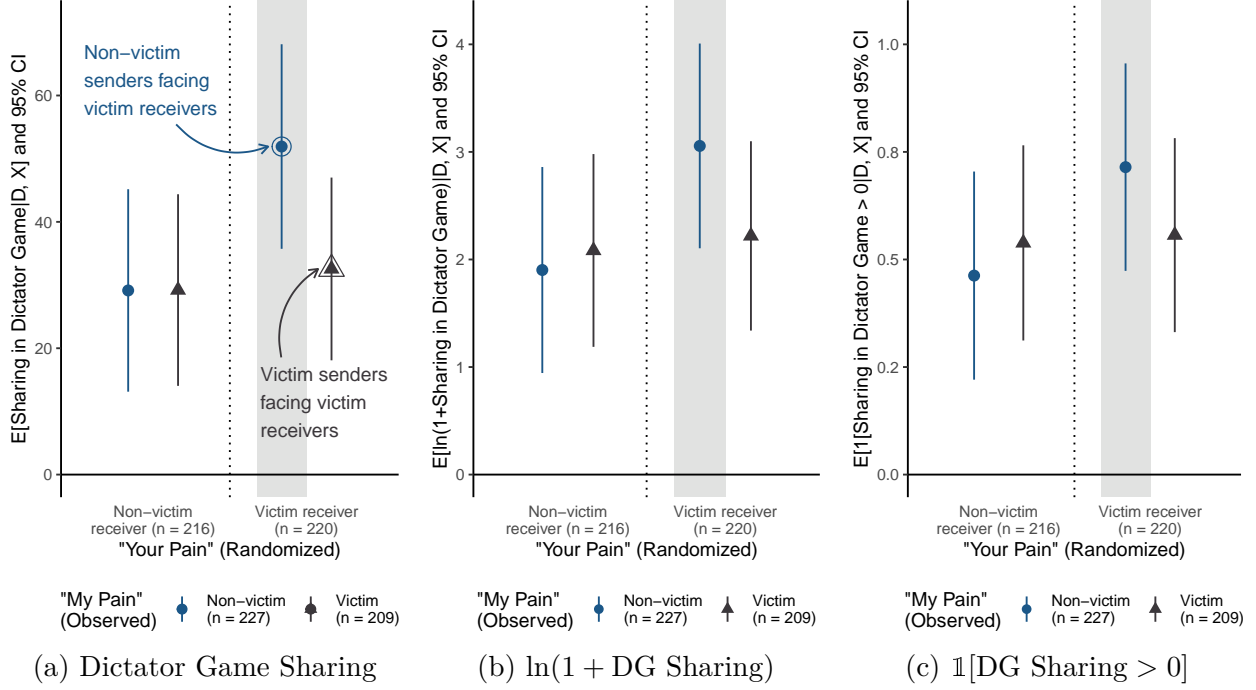 E[Sharing in Dictator Game|D, X] and 95% CI
60
40
20
0
Non−victim
senders facing
victim receivers
Victim senders
facing victim
receivers
Non−victim
receiver (n = 216)
Victim receiver
(n = 220)
"Your Pain" (Randomized)
"My Pain"
(Observed)
Non−victim
(n = 227)
Victim
(n = 209)
(a) Dictator Game Sharing
E[ln(1+Sharing in Dictator Game)|D, X] and 95% CI
4
3
2
1
0
Non−victim
receiver (n = 216)
Victim receiver
(n = 220)
"Your Pain" (Randomized)
"My Pain"
(Observed)
Non−victim
(n = 227)
Victim
(n = 209)
(b) ln(1 + DG Sharing)
E[1[Sharing in Dictator Game > 0|D, X] and 95% CI
1.0
0.8
0.5
0.2
0.0
Non−victim
receiver (n = 216)
Victim receiver
(n = 220)
"Your Pain" (Randomized)
"My Pain"
(Observed)
Non−victim
(n = 227)
Victim
(n = 209)
(c) 𝟙[DG Sharing > 0]